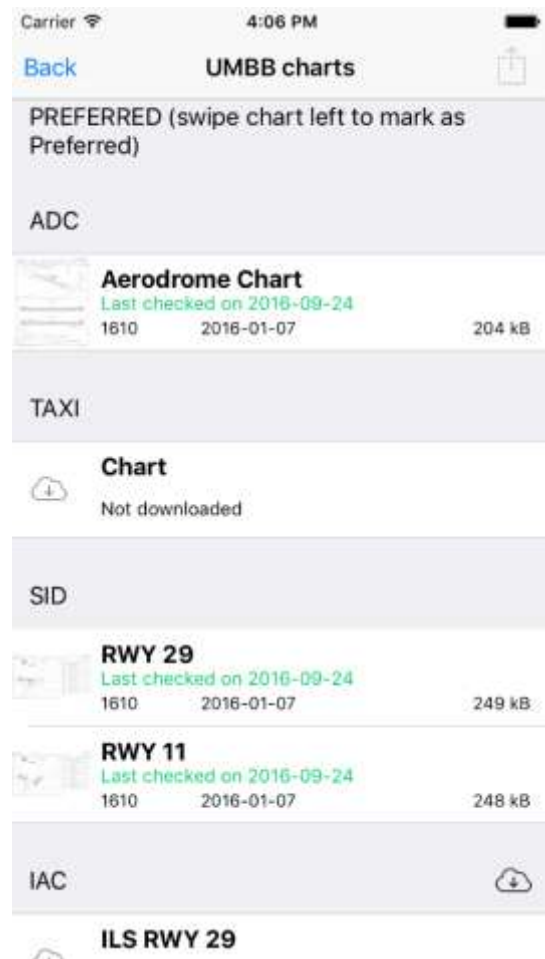 Carrier 4:06 PM
Back UMBB charts
PREFERRED (swipe chart left to mark as
Preferred)
ADC
Aerodrome Chart
Last checked on 2016-09-24
1610 2016-01-07 204 kB
TAXI
Chart
Not downloaded
SID
RWY 29
Last checked on 2016-09-24
1610 2016-01-07 249 kB
RWY 11
Last checked on 2016-09-24
1610 2016-01-07 248 kB
IAC
ILS RWY 29